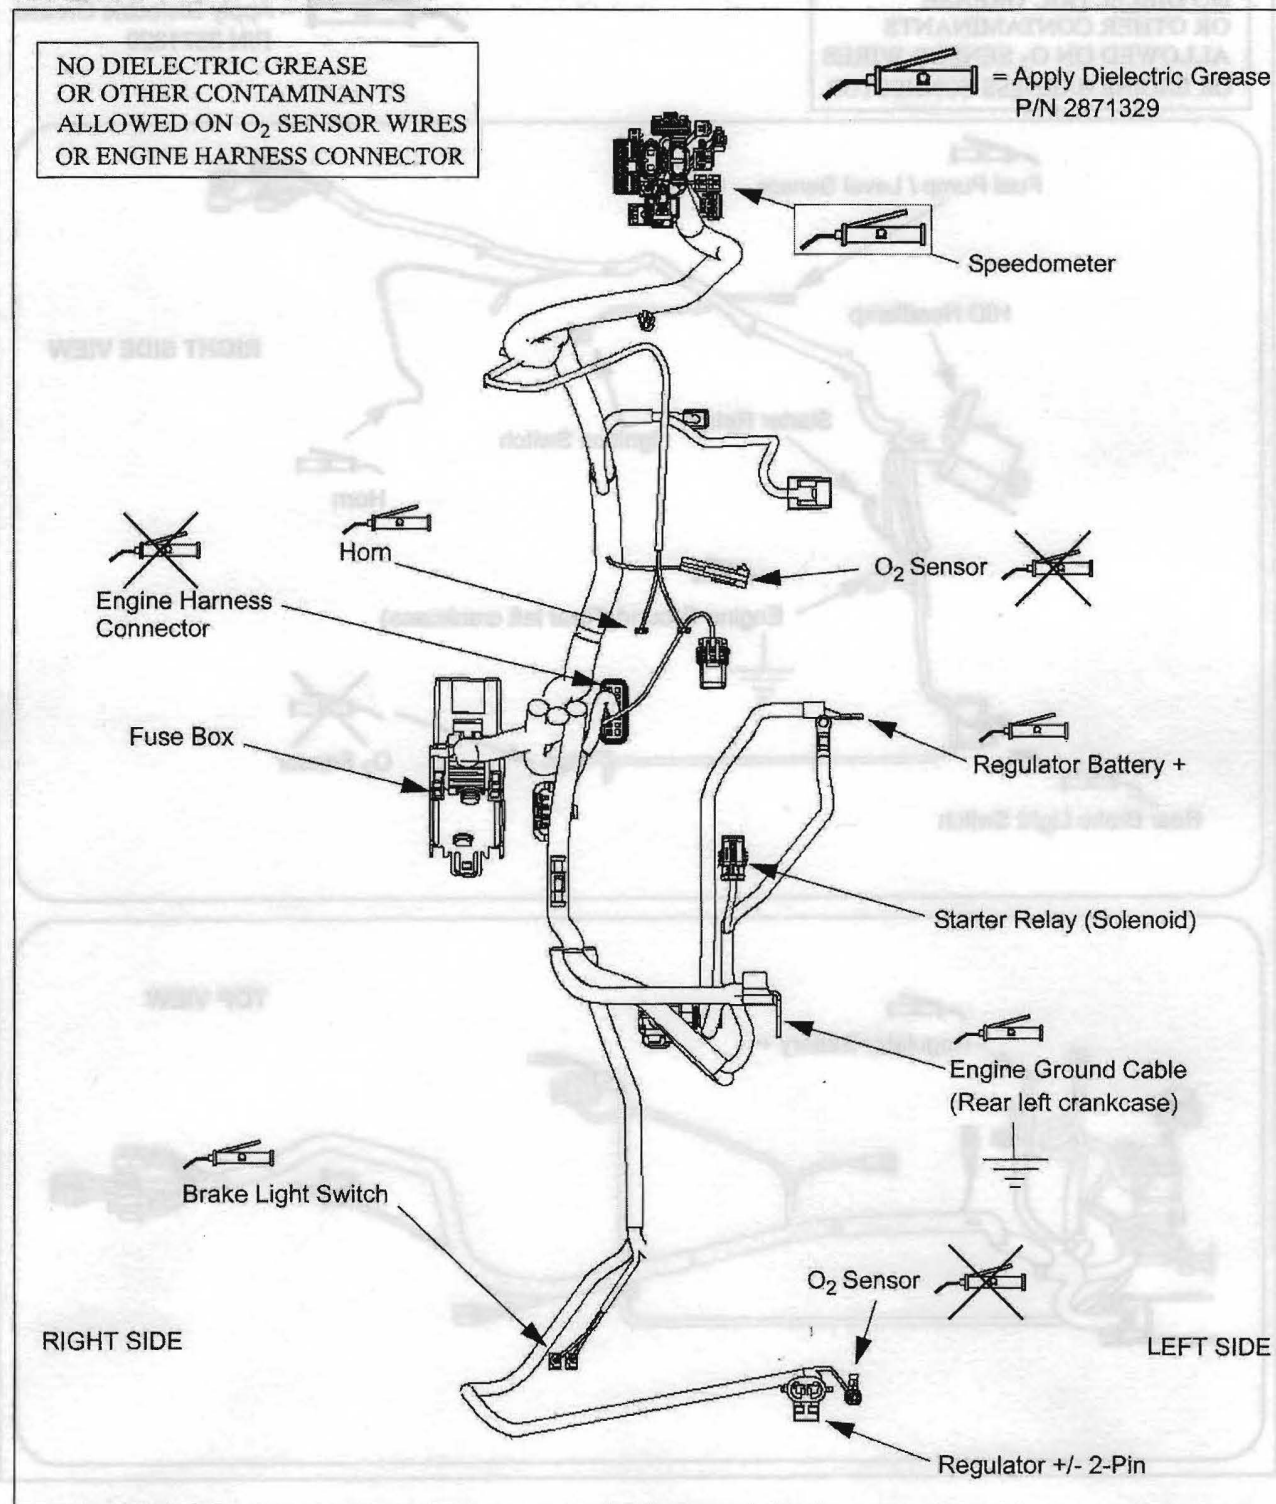 NO DIELECTRIC GREASE
OR OTHER CONTAMINANTS
ALLOWED ON O₂ SENSOR WIRES
OR ENGINE HARNESS CONNECTOR
= Apply Dielectric Grease
P/N 2871329
Speedometer
Horn
O₂ Sensor
Engine Harness
Connector
Fuse Box
Regulator Battery +
Starter Relay (Solenoid)
Engine Ground Cable
(Rear left crankcase)
Brake Light Switch
O₂ Sensor
RIGHT SIDE
LEFT SIDE
Regulator +/- 2-Pin